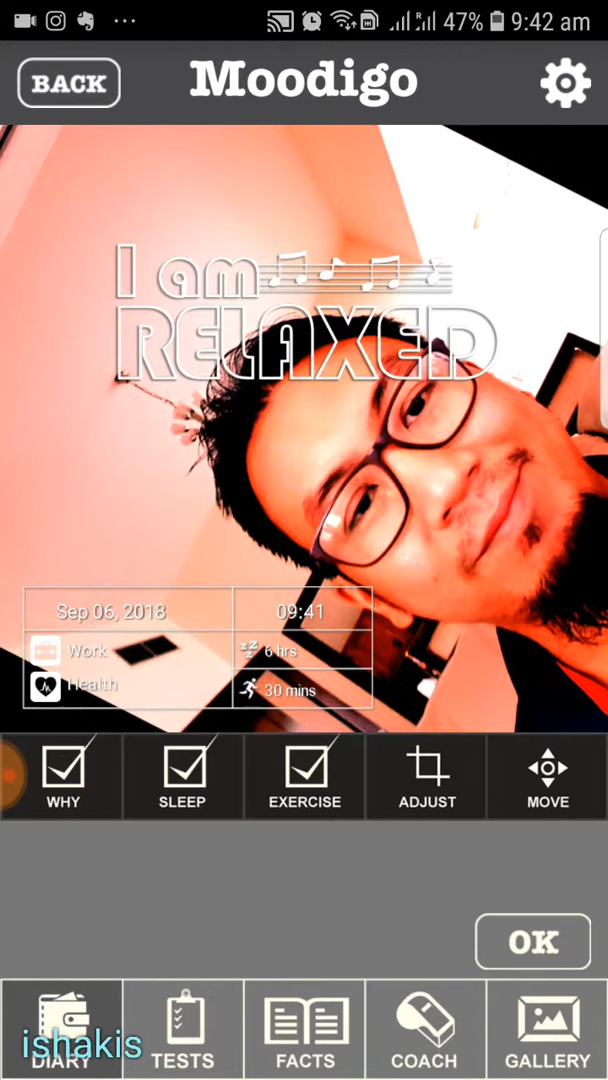 47% 9:42 am
BACK Moodigo
I am
RELAXED
Sep 06, 2018 09:41
Work zzz 6 hrs
Health 30 mins
WHY SLEEP EXERCISE ADJUST MOVE
OK
ishakis
DIARY TESTS FACTS COACH GALLERY